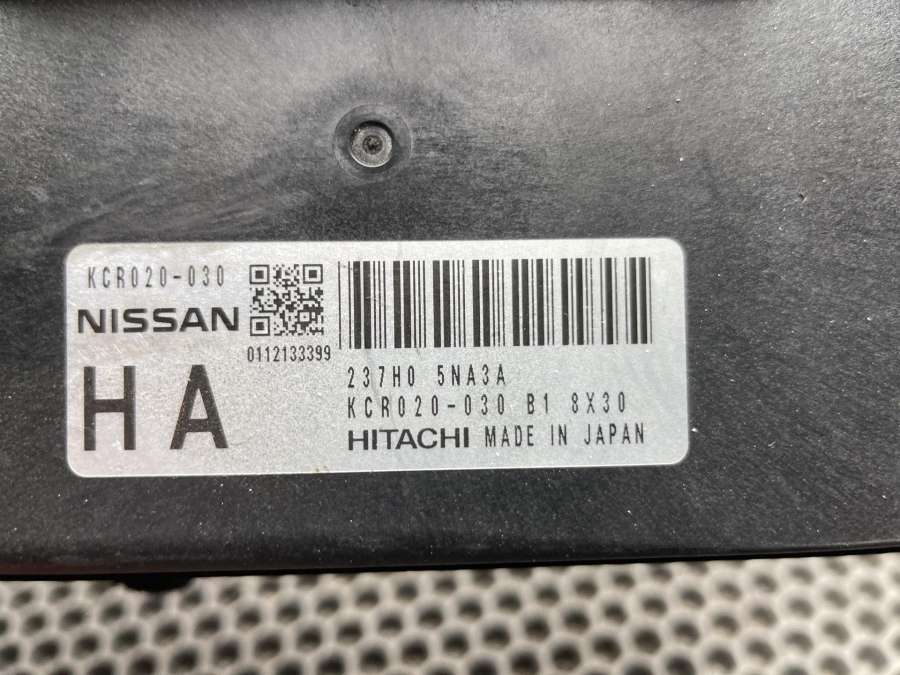 KCR020-030
NISSAN
0112133399
HA
237H0 5NA3A
KCR020-030 B1 8X30
HITACHI MADE IN JAPAN